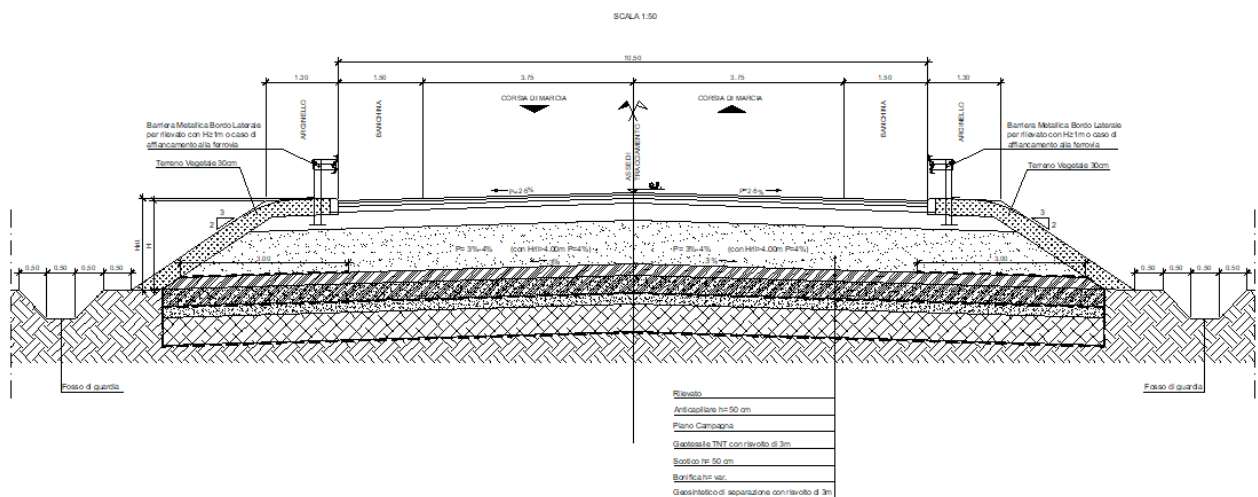 SCALA 1:50
10.50
1.30
1.50
3.75
3.75
1.50
1.30
ARGINELLO
BANCHINA
CORSIA DI MARCIA
ASSE DI
TRACCIAMENTO
CORSIA DI MARCIA
BANCHINA
ARGINELLO
Barriera Metallica Bordo Laterale
per rilevato con H≥1m o caso di
affiancamento alla ferrovia
Terreno Vegetale 30cm
Barriera Metallica Bordo Laterale
per rilevato con H≥1m o caso di
affiancamento alla ferrovia
Terreno Vegetale 30cm
P=2.5%
P=2.5%
3
2
3
2
Hril
H
P= 3%-4% (con Hril>4.00m P=4%)
P= 3%-4% (con Hril>4.00m P=4%)
3.00
3%
3%
3.00
0.50
0.50
0.50
0.50
0.50
0.50
0.50
0.50
Fosso di guardia
Fosso di guardia
Rilevato
Anticapillare h= 50 cm
Piano Campagna
Geotessile TNT con risvolto di 3m
Scotico h= 50 cm
Bonifica h= var.
Geosintetico di separazione con risvolto di 3m